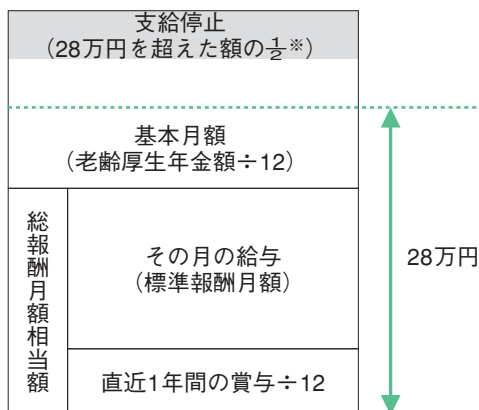 支給停止
（28万円を超えた額の½※）
基本月額
（老齢厚生年金額÷12）
総報酬月額相当額
その月の給与
（標準報酬月額）
直近1年間の賞与÷12
28万円